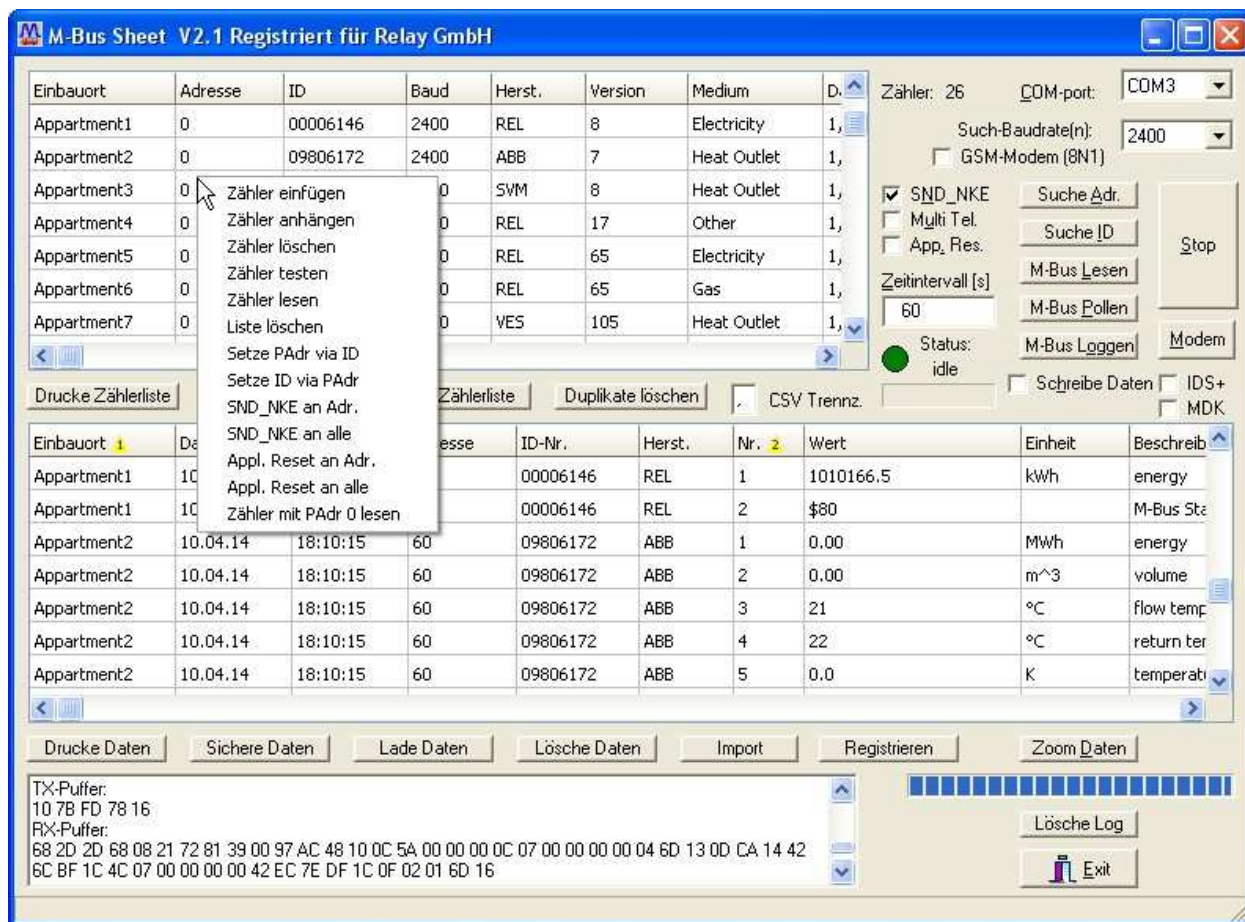 M-Bus Sheet V2.1 Registriert für Relay GmbH
Einbauort Adresse ID Baud Herst. Version Medium
Appartment1 0 00006146 2400 REL 8 Electricity 1,
Appartment2 0 09806172 2400 ABB 7 Heat Outlet 1,
Appartment3 0 SVM 8 Heat Outlet 1,
Appartment4 0 REL 17 Other 1,
Appartment5 0 REL 65 Electricity 1,
Appartment6 0 REL 65 Gas 1,
Appartment7 0 VES 105 Heat Outlet 1,
Zähler einfügen
Zähler anhängen
Zähler löschen
Zähler testen
Zähler lesen
Liste löschen
Setze PAdr via ID
Setze ID via PAdr
SND_NKE an Adr.
SND_NKE an alle
Appl. Reset an Adr.
Appl. Reset an alle
Zähler mit PAdr 0 lesen
Zähler: 26 COM-port: COM3
Such-Baudrate(n): 2400
GSM-Modem (8N1)
SND_NKE
Multi Tel.
App. Res.
Zeitintervall [s]
60
Status:
idle
Suche Adr.
Suche ID
M-Bus Lesen
M-Bus Pollen
M-Bus Loggen
Stop
Modem
Schreibe Daten IDS+
MDK
Drucke Zählerliste Zählerliste Duplikate löschen CSV Trennz.
Einbauort 1 ID-Nr. Herst. Nr. 2 Wert Einheit Beschreib
Appartment1 00006146 REL 1 1010166.5 kWh energy
Appartment1 00006146 REL 2 $80 M-Bus Sta
Appartment2 10.04.14 18:10:15 60 09806172 ABB 1 0.00 MWh energy
Appartment2 10.04.14 18:10:15 60 09806172 ABB 2 0.00 m^3 volume
Appartment2 10.04.14 18:10:15 60 09806172 ABB 3 21 °C flow temp
Appartment2 10.04.14 18:10:15 60 09806172 ABB 4 22 °C return ter
Appartment2 10.04.14 18:10:15 60 09806172 ABB 5 0.0 K temperatu
Drucke Daten Sichere Daten Lade Daten Lösche Daten Import Registrieren Zoom Daten
TX-Puffer:
10 7B FD 78 16
RX-Puffer:
68 2D 2D 68 08 21 72 81 39 00 97 AC 48 10 0C 5A 00 00 00 0C 07 00 00 00 00 04 6D 13 0D CA 14 42
6C BF 1C 4C 07 00 00 00 00 42 EC 7E DF 1C 0F 02 01 6D 16
Lösche Log
Exit